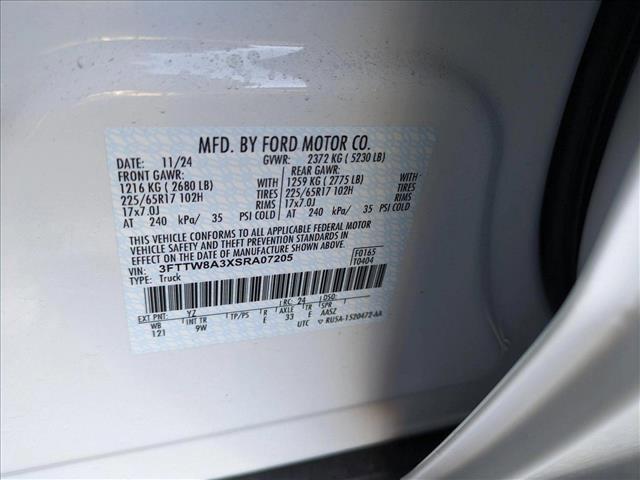 MFD. BY FORD MOTOR CO.
DATE: 11/24 GVWR: 2372 KG ( 5230 LB)
FRONT GAWR: REAR GAWR:
1216 KG ( 2680 LB) WITH 1259 KG ( 2775 LB) WITH
225/65R17 102H TIRES 225/65R17 102H TIRES
17x7.0J RIMS 17x7.0J RIMS
AT 240 kPa/ 35 PSI COLD AT 240 kPa/ 35 PSI COLD
THIS VEHICLE CONFORMS TO ALL APPLICABLE FEDERAL MOTOR
VEHICLE SAFETY AND THEFT PREVENTION STANDARDS IN
EFFECT ON THE DATE OF MANUFACTURE SHOWN ABOVE.
VIN: 3FTTW8A3XSRA07205 F0165
TYPE: Truck T0404
EXT PNT: YZ RC: 24 DSO:
WB INT TR TP/PS R AXLE TR SPR
121 9W E 33 E AASZ
UTC RU5A-1520472-AA